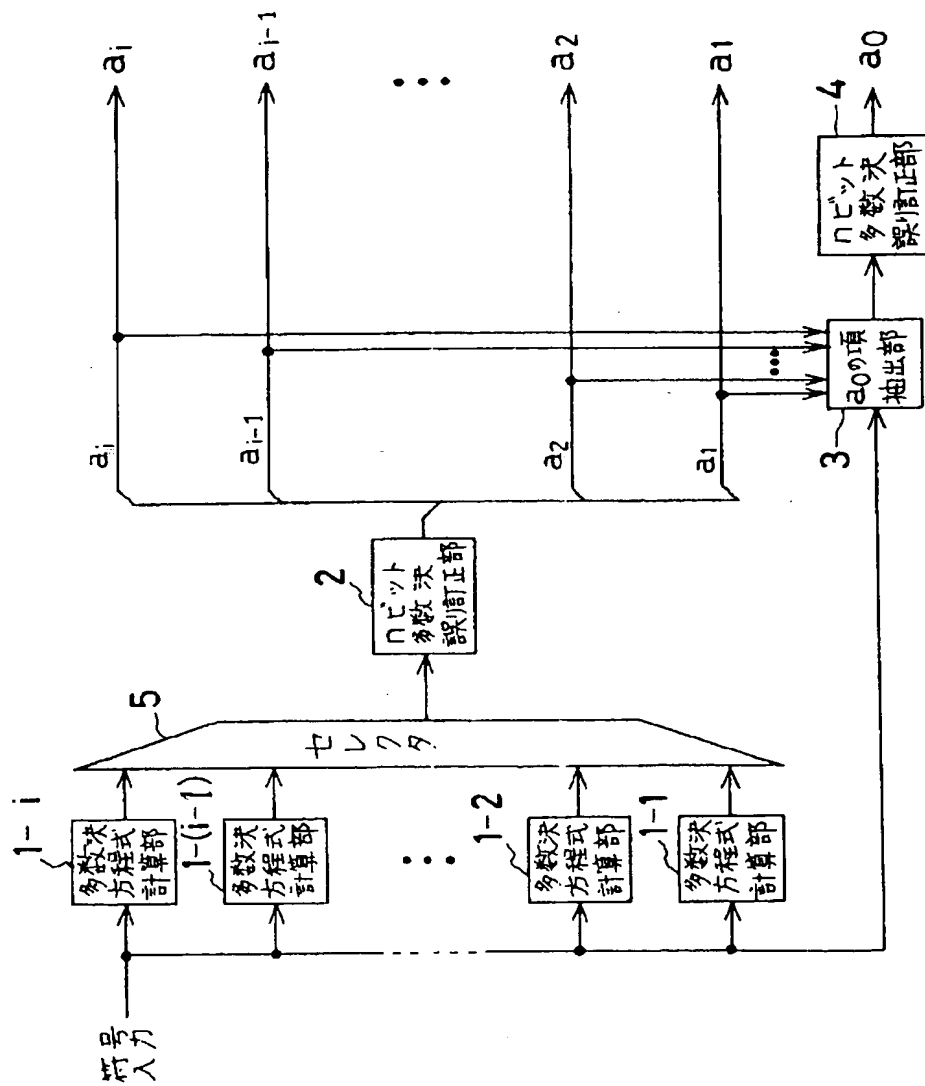 符号
入力
1-i
多数決
方程式
計算部
1-(i-1)
多数決
方程式
計算部
1-2
多数決
方程式
計算部
1-1
多数決
方程式
計算部
5
セレクタ
2
nビット
多数決
誤り訂正部
ai
ai-1
a2
a1
ai
ai-1
a2
a1
3
a0の項
抽出部
4
nビット
多数決
誤り訂正部
a0